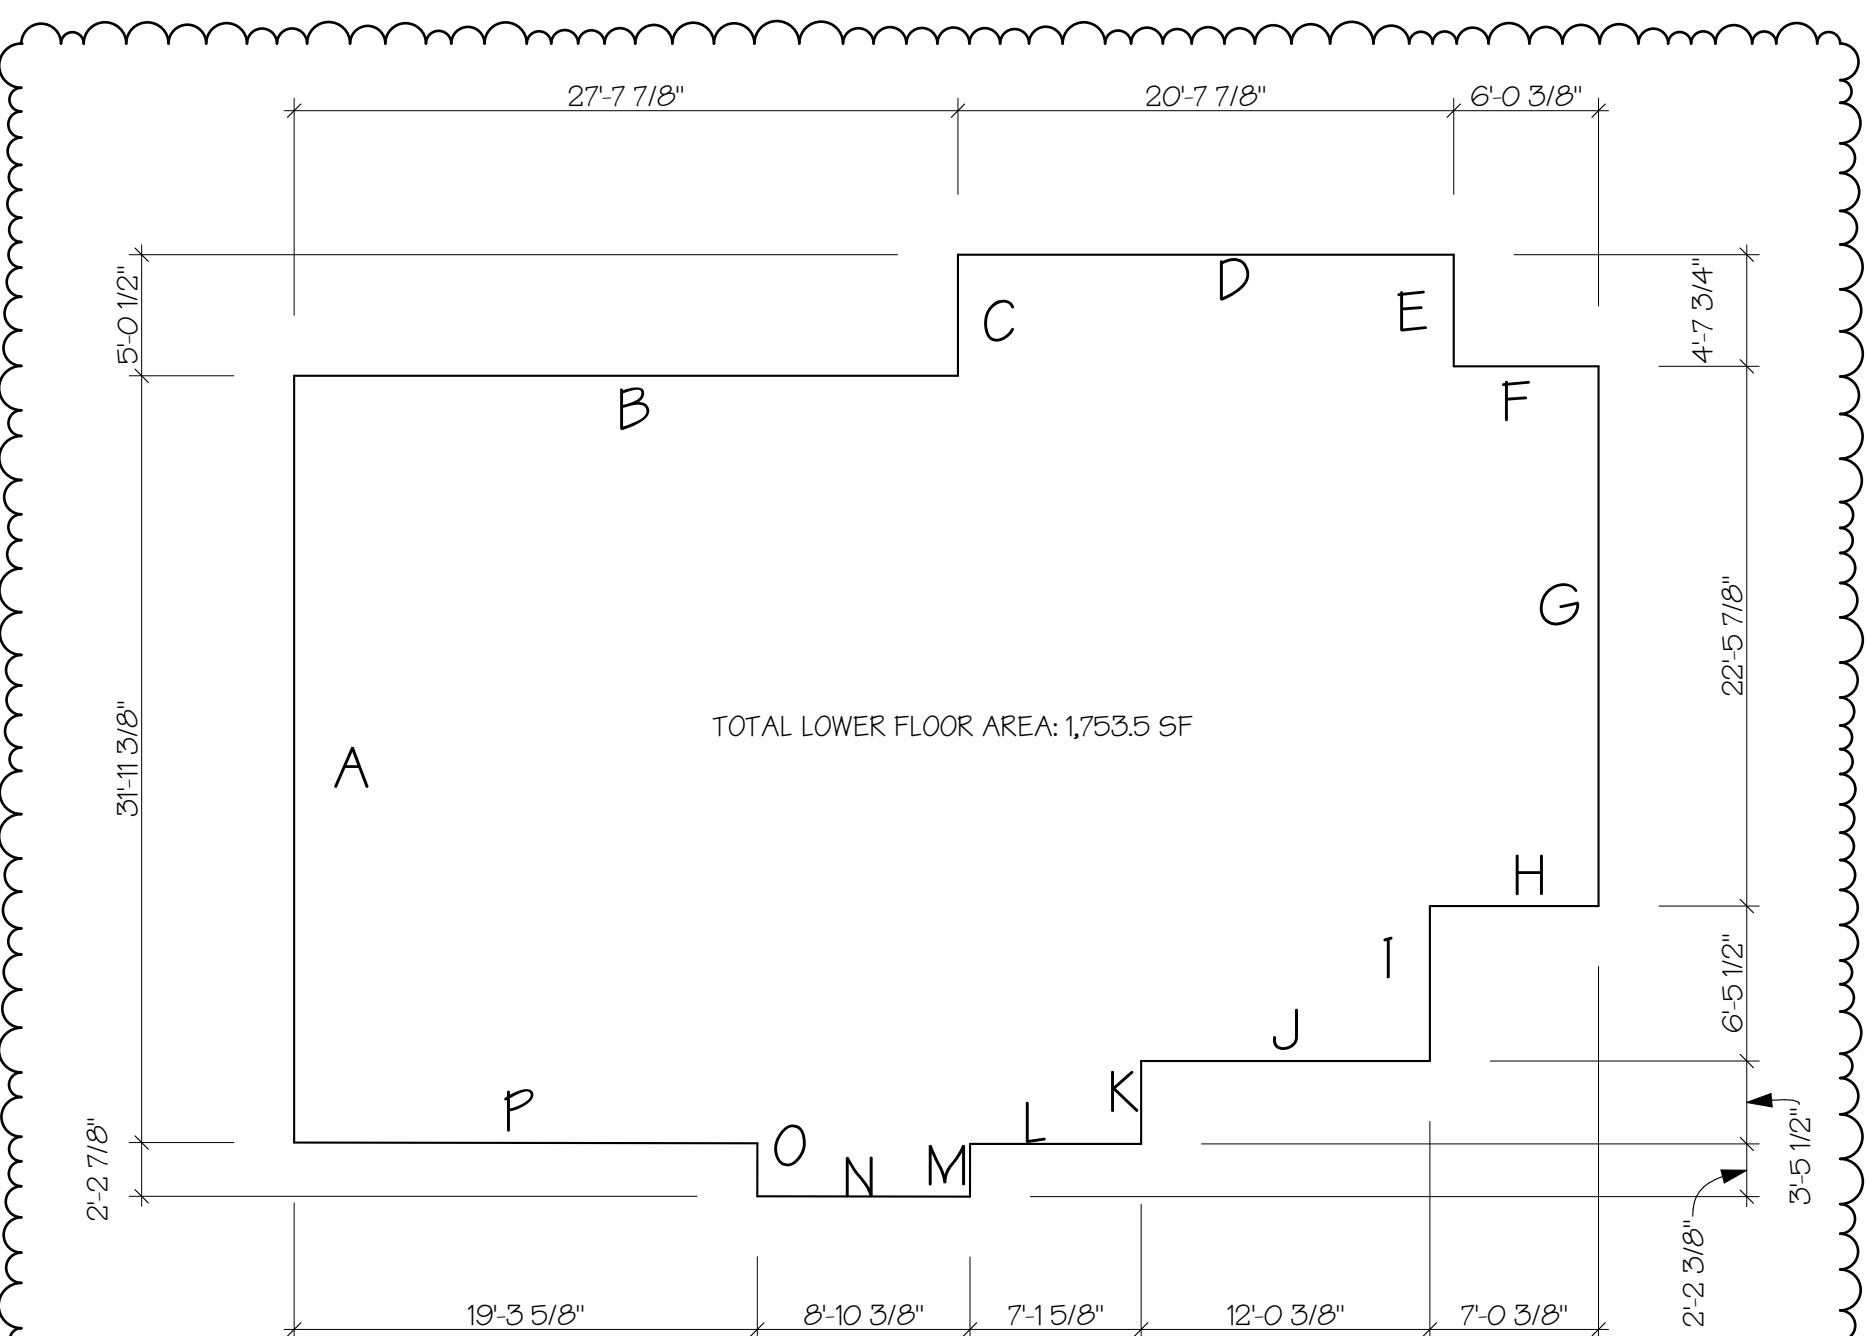 27'-7 7/8" 20'-7 7/8" 6'-0 3/8"
5'-0 1/2"
4'-7 3/4"
D
E
C
F
B
G
22'-5 7/8"
TOTAL LOWER FLOOR AREA: 1,753.5 SF
31'-11 3/8"
A
H
I
6'-5 1/2"
J
K
P
L
O
M
N
2'-2 7/8"
3'-5 1/2"
2'-2 3/8"
19'-3 5/8" 8'-10 3/8" 7'-1 5/8" 12'-0 3/8" 7'-0 3/8"